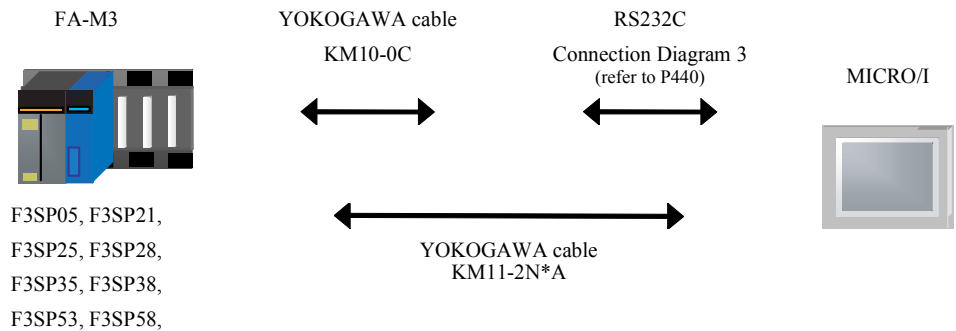 FA-M3
YOKOGAWA cable
KM10-0C
RS232C
Connection Diagram 3
(refer to P440)
MICRO/I
F3SP05, F3SP21,
F3SP25, F3SP28,
F3SP35, F3SP38,
F3SP53, F3SP58,
YOKOGAWA cable
KM11-2N*A